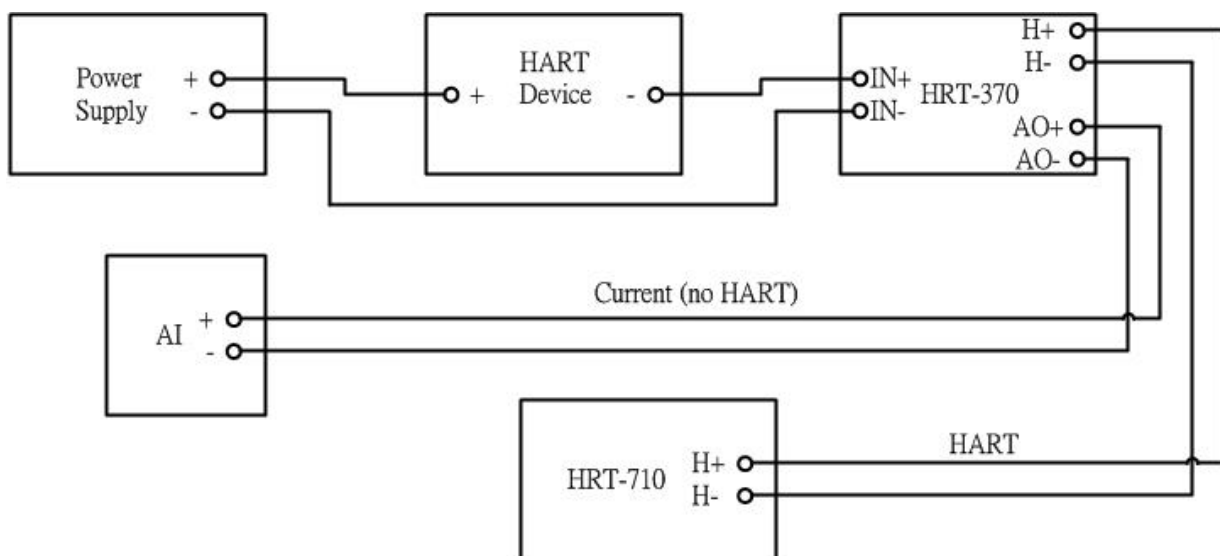 Power
Supply
+
-
HART
Device
+
-
HRT-370
IN+
IN-
H+
H-
AO+
AO-
AI
+
-
Current (no HART)
HRT-710
H+
H-
HART